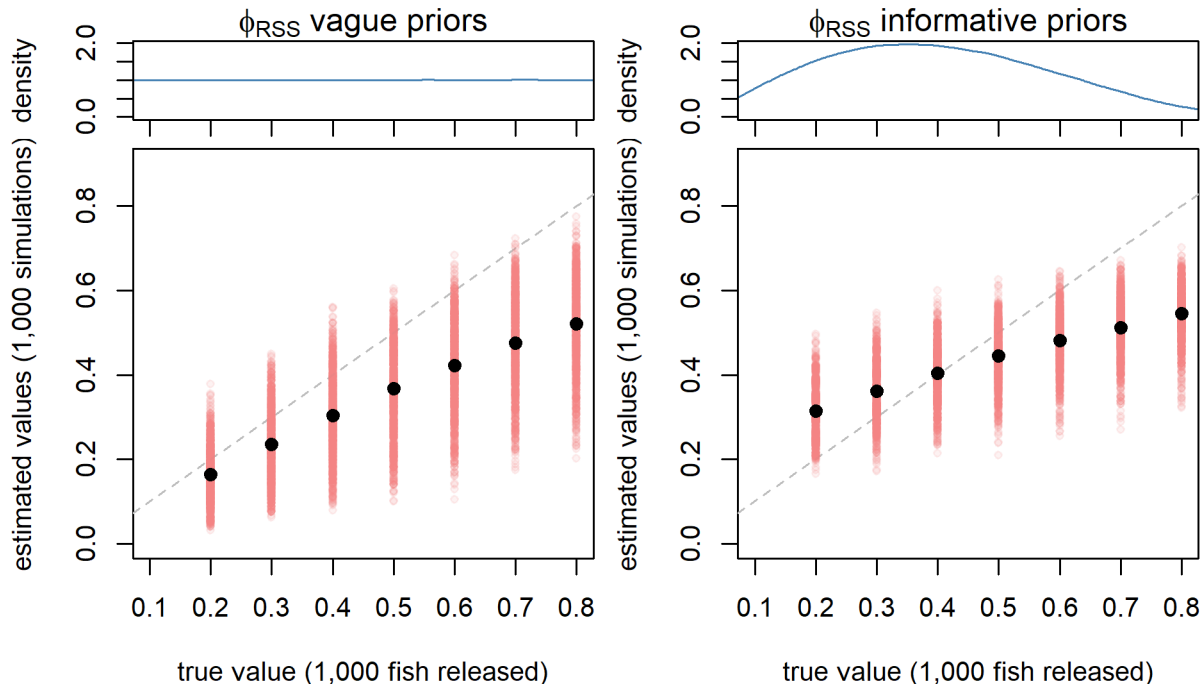 ϕRSS vague priors
density
0.0
2.0
estimated values (1,000 simulations)
0.0
0.2
0.4
0.6
0.8
0.1 0.2 0.3 0.4 0.5 0.6 0.7 0.8
true value (1,000 fish released)
ϕRSS informative priors
density
0.0
2.0
estimated values (1,000 simulations)
0.0
0.2
0.4
0.6
0.8
0.1 0.2 0.3 0.4 0.5 0.6 0.7 0.8
true value (1,000 fish released)